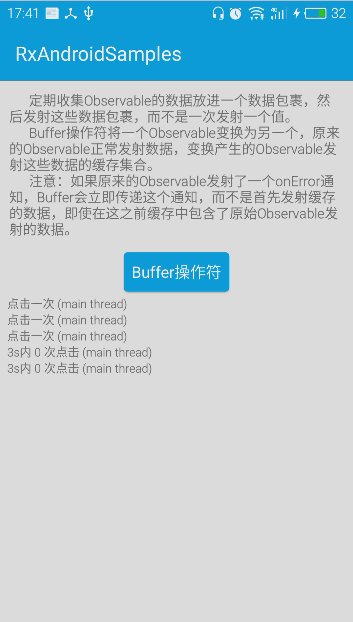 17:41 32
RxAndroidSamples
定期收集Observable的数据放进一个数据包裹，然
后发射这些数据包裹，而不是一次发射一个值。
Buffer操作符将一个Observable变换为另一个，原来
的Observable正常发射数据，变换产生的Observable发
射这些数据的缓存集合。
注意：如果原来的Observable发射了一个onError通
知，Buffer会立即传递这个通知，而不是首先发射缓存
的数据，即使在这之前缓存中包含了原始Observable发
射的数据。
Buffer操作符
点击一次 (main thread)
点击一次 (main thread)
点击一次 (main thread)
3s内 0 次点击 (main thread)
3s内 0 次点击 (main thread)